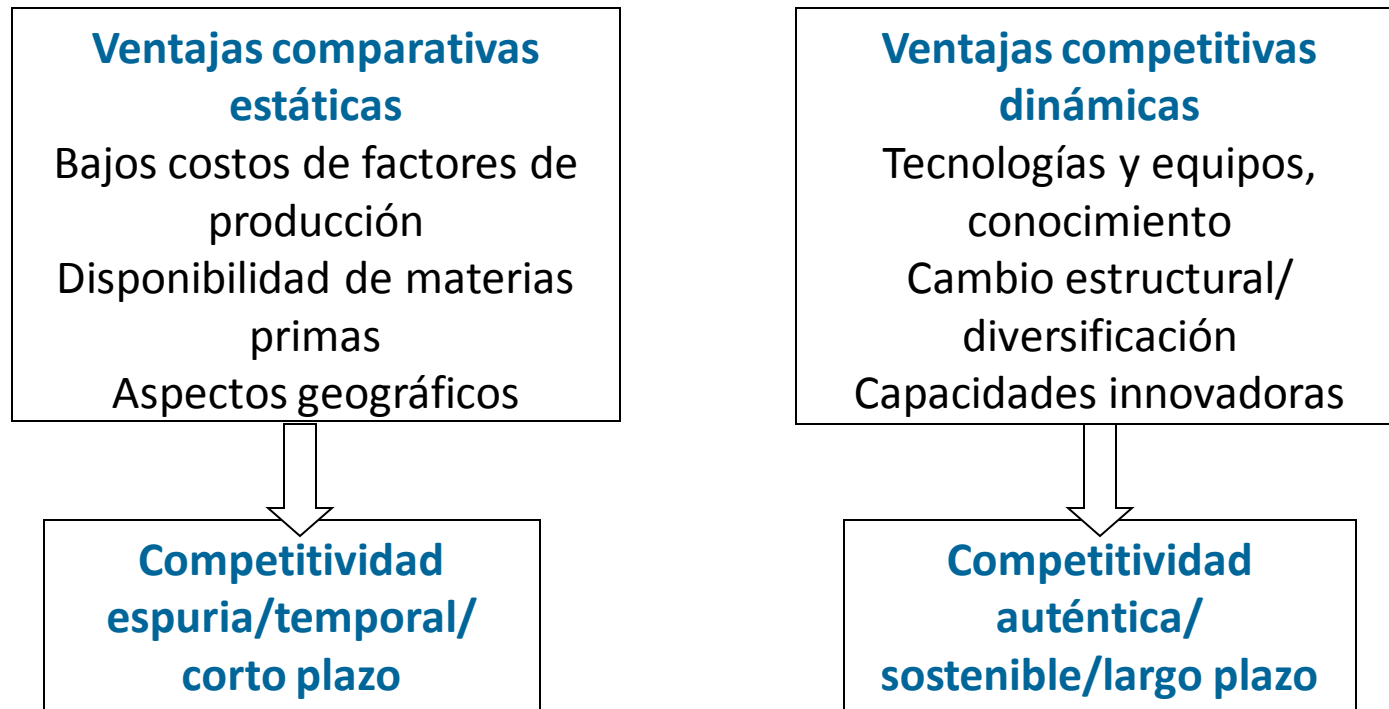 Ventajas comparativas
estáticas
Bajos costos de factores de
producción
Disponibilidad de materias
primas
Aspectos geográficos
Competitividad
espuria/temporal/
corto plazo
Ventajas competitivas
dinámicas
Tecnologías y equipos,
conocimiento
Cambio estructural/
diversificación
Capacidades innovadoras
Competitividad
auténtica/
sostenible/largo plazo